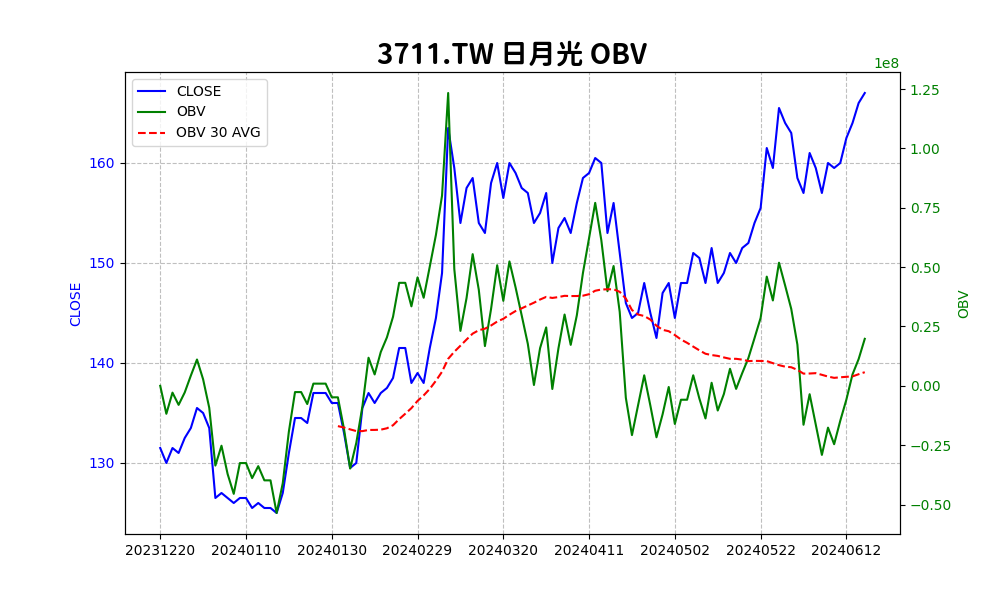 3711.TW 日月光 OBV
1e8
CLOSE
OBV
OBV 30 AVG
160
150
140
130
CLOSE
1.25
1.00
0.75
0.50
0.25
0.00
−0.25
−0.50
OBV
20231220 20240110 20240130 20240229 20240320 20240411 20240502 20240522 20240612